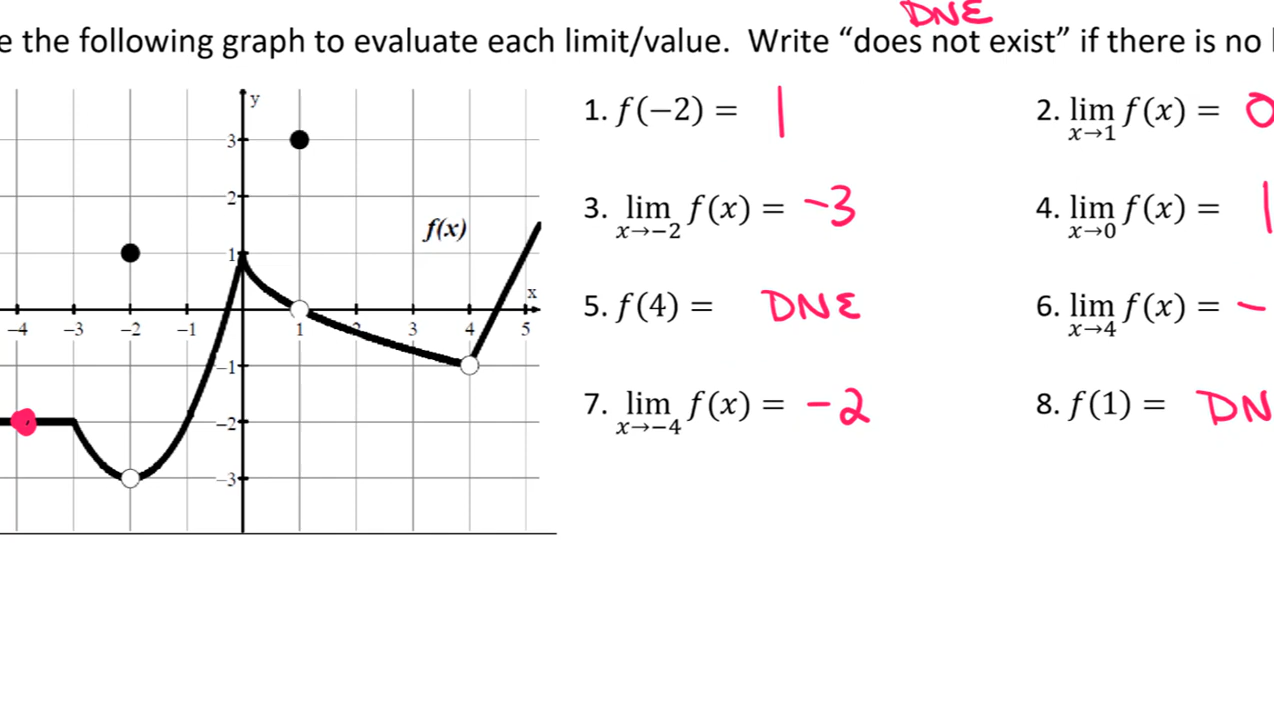 DNE
e the following graph to evaluate each limit/value. Write “does not exist” if there is no
y
3
2
1
f(x)
x
−4 −3 −2 −1 1 2 3 4 5
−1
−2
−3
1. f(−2) = 1
2. lim f(x) = 0
x→1
3. lim f(x) = -3
x→−2
4. lim f(x) = 1
x→0
5. f(4) = DNE
6. lim f(x) = -
x→4
7. lim f(x) = -2
x→−4
8. f(1) = DN